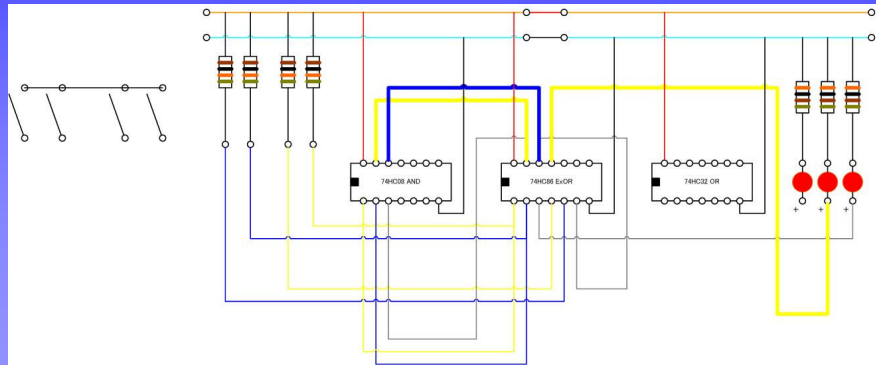 74HC08 AND
74HC86 ExOR
74HC32 OR
+ + +